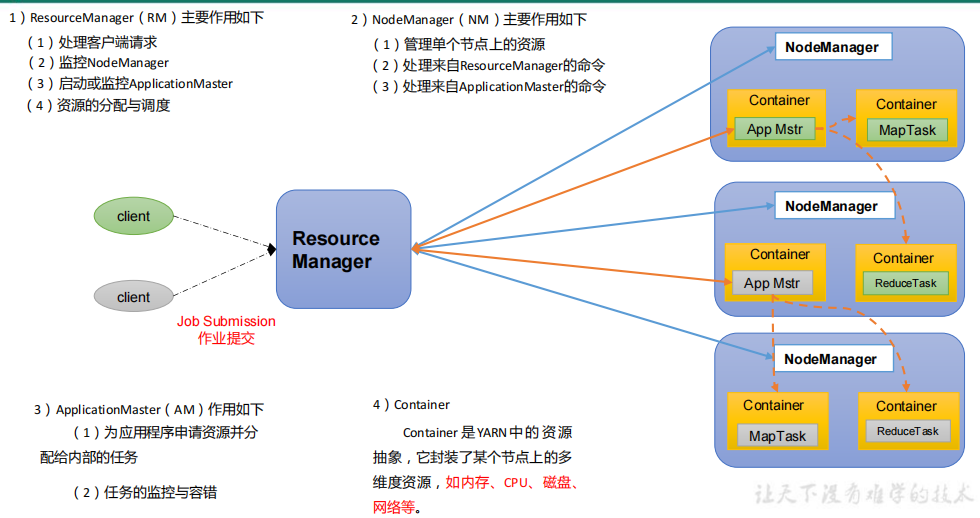 1）ResourceManager（RM）主要作用如下
（1）处理客户端请求
（2）监控NodeManager
（3）启动或监控ApplicationMaster
（4）资源的分配与调度
2）NodeManager（NM）主要作用如下
（1）管理单个节点上的资源
（2）处理来自ResourceManager的命令
（3）处理来自ApplicationMaster的命令
client
client
Job Submission
作业提交
Resource
Manager
NodeManager
Container
App Mstr
Container
MapTask
NodeManager
Container
App Mstr
Container
ReduceTask
NodeManager
Container
MapTask
Container
ReduceTask
3）ApplicationMaster（AM）作用如下
（1）为应用程序申请资源并分
配给内部的任务
（2）任务的监控与容错
4）Container
Container 是YARN中的资源
抽象，它封装了某个节点上的多
维度资源，如内存、CPU、磁盘、
网络等。
让天下没有难学的技术